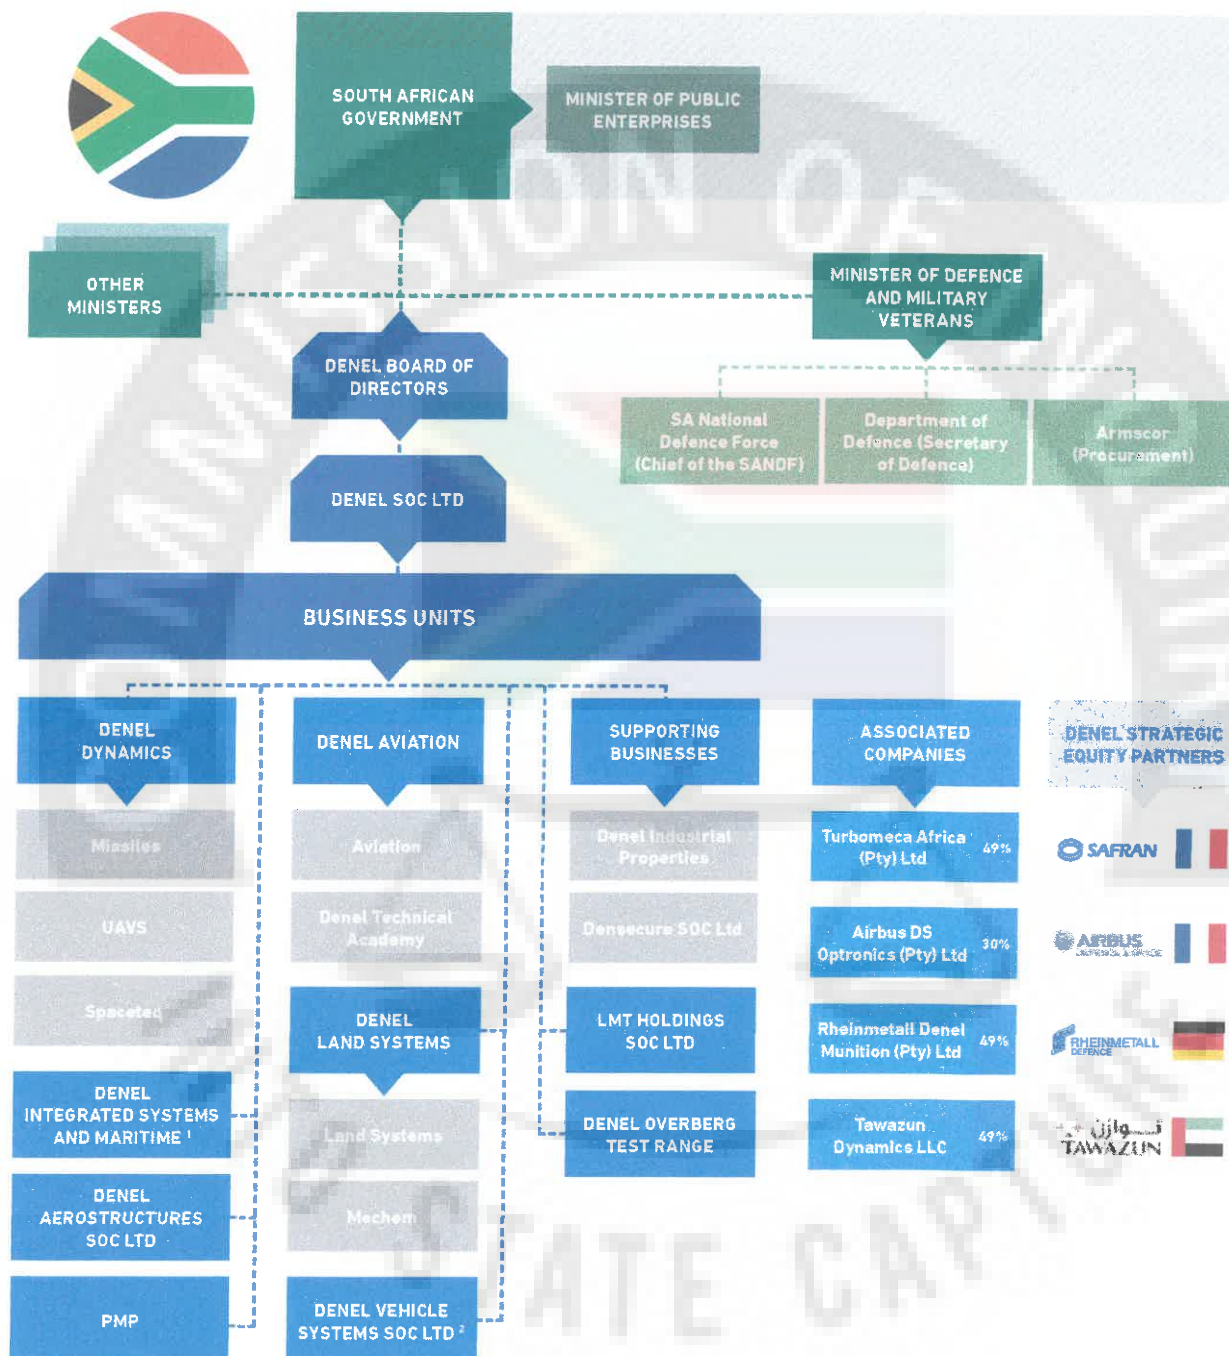 SOUTH AFRICAN
GOVERNMENT
MINISTER OF PUBLIC
ENTERPRISES
OTHER
MINISTERS
MINISTER OF DEFENCE
AND MILITARY
VETERANS
DENEL BOARD OF
DIRECTORS
SA National
Defence Force
(Chief of the SANDF)
Department of
Defence (Secretary
of Defence)
Armscor
(Procurement)
DENEL SOC LTD
BUSINESS UNITS
DENEL
DYNAMICS
Missiles
UAVS
Spaceteq
DENEL
INTEGRATED SYSTEMS
AND MARITIME 1
DENEL
AEROSTRUCTURES
SOC LTD
PMP
DENEL AVIATION
Aviation
Denel Technical
Academy
DENEL
LAND SYSTEMS
Land Systems
Mechem
DENEL VEHICLE
SYSTEMS SOC LTD 2
SUPPORTING
BUSINESSES
Denel Industrial
Properties
Densecure SOC Ltd
LMT HOLDINGS
SOC LTD
DENEL OVERBERG
TEST RANGE
ASSOCIATED
COMPANIES
Turbomeca Africa
(Pty) Ltd 49%
Airbus DS
Optronics (Pty) Ltd 30%
Rheinmetall Denel
Munition (Pty) Ltd 49%
Tawazun
Dynamics LLC 49%
DENEL STRATEGIC
EQUITY PARTNERS
SAFRAN
AIRBUS
DEFENCE & SPACE
RHEINMETALL
DEFENCE
توازن
TAWAZUN
STATE CAPTURE